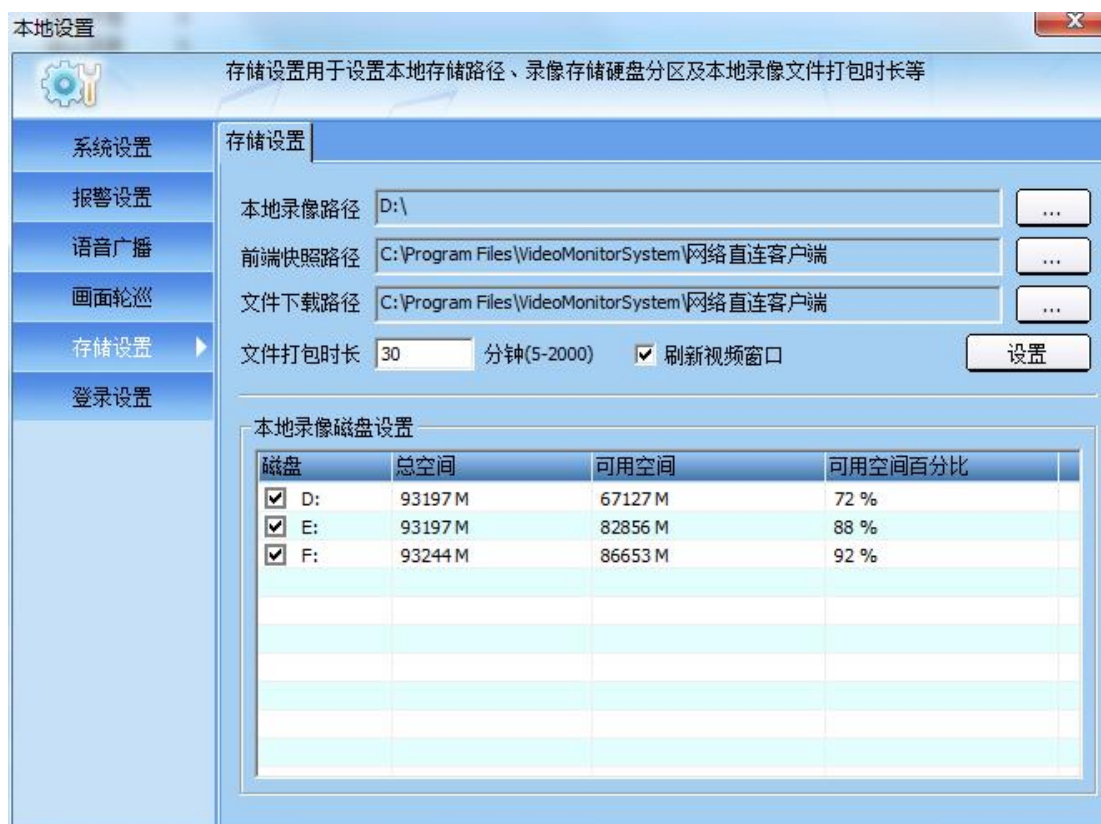 本地设置
存储设置用于设置本地存储路径、录像存储硬盘分区及本地录像文件打包时长等
系统设置
报警设置
语音广播
画面轮巡
存储设置
登录设置
存储设置
本地录像路径 D:\ ...
前端快照路径 C:\Program Files\VideoMonitorSystem\网络直连客户端 ...
文件下载路径 C:\Program Files\VideoMonitorSystem\网络直连客户端 ...
文件打包时长 30 分钟(5-2000) 刷新视频窗口 设置
本地录像磁盘设置
磁盘 总空间 可用空间 可用空间百分比
D: 93197 M 67127 M 72 %
E: 93197 M 82856 M 88 %
F: 93244 M 86653 M 92 %